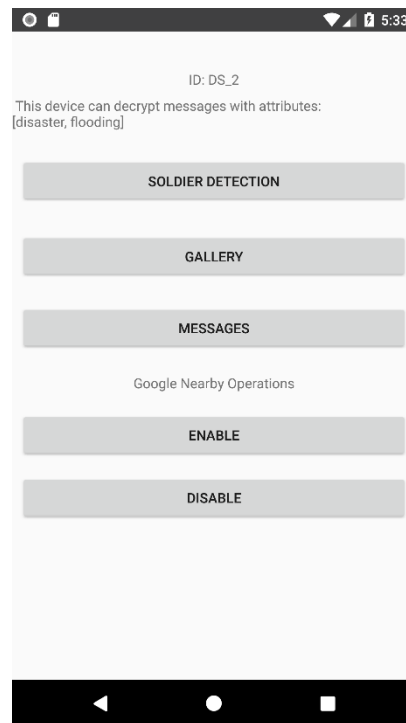 5:33
ID: DS_2
This device can decrypt messages with attributes:
[disaster, flooding]
SOLDIER DETECTION
GALLERY
MESSAGES
Google Nearby Operations
ENABLE
DISABLE